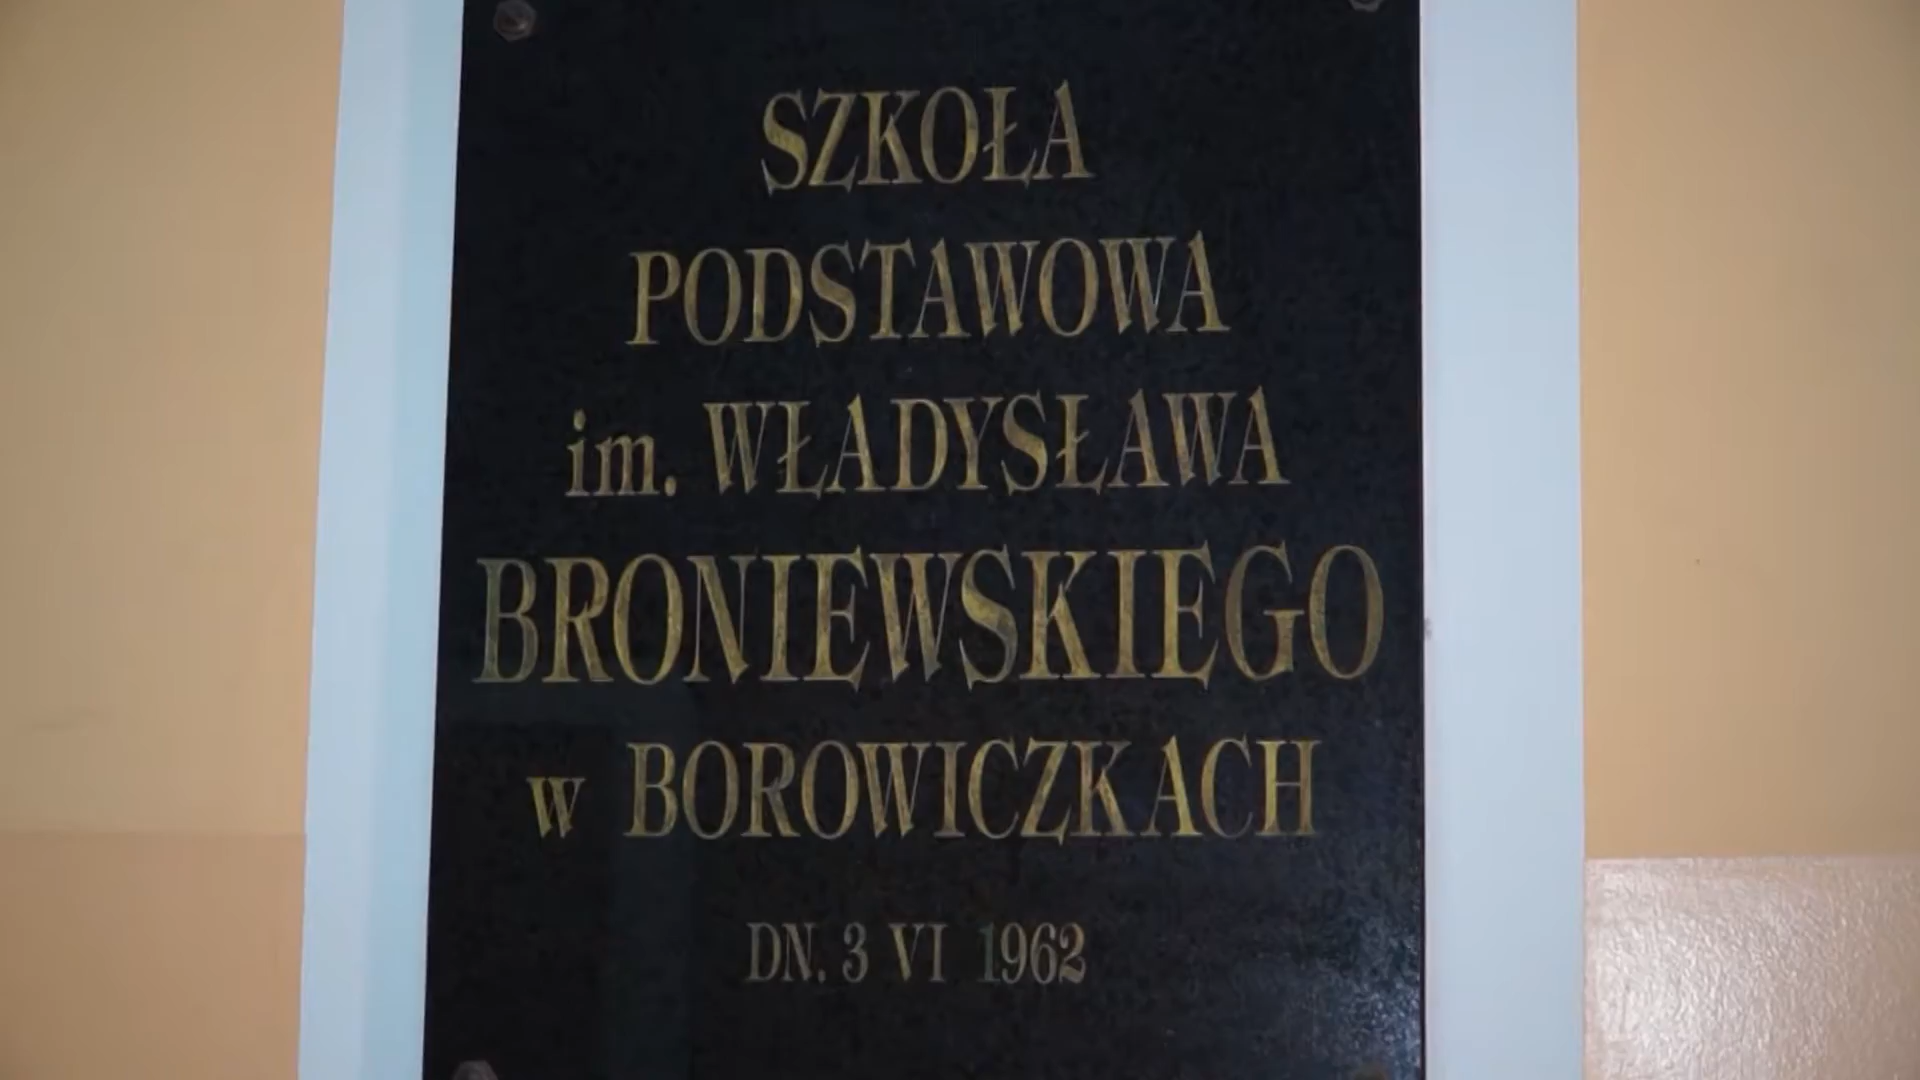 SZKOŁA
PODSTAWOWA
im. WŁADYSŁAWA
BRONIEWSKIEGO
w BOROWICZKACH
DN. 3 VI 1962